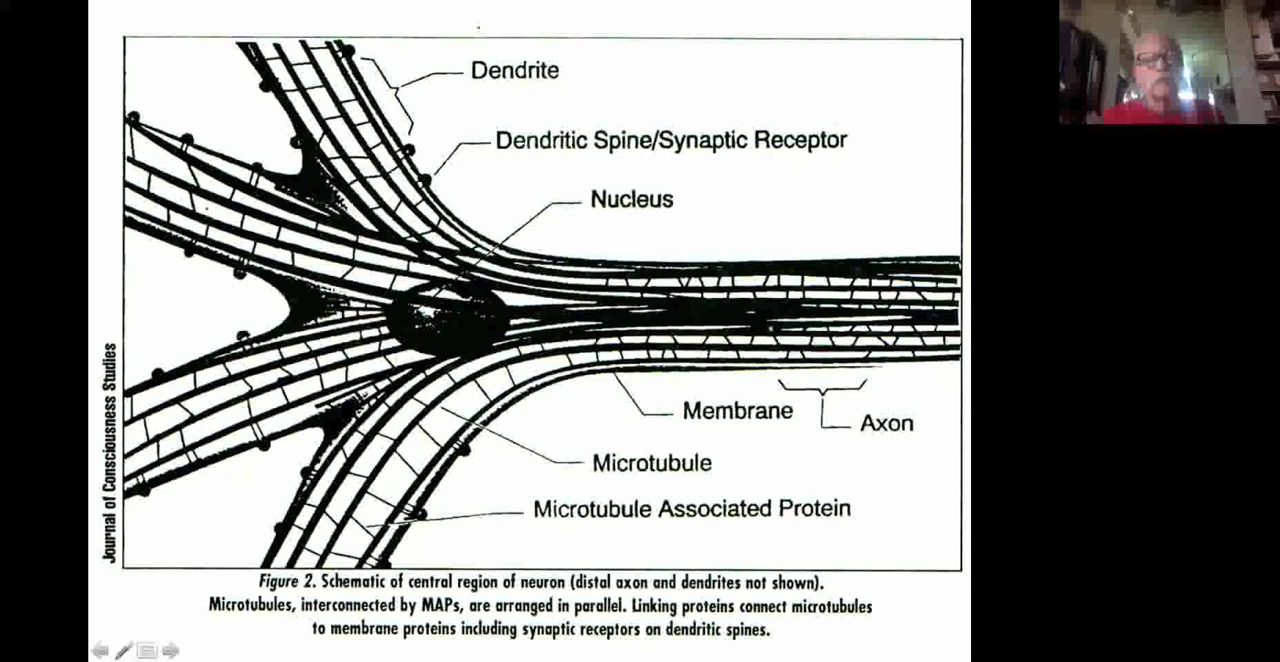 Dendrite
Dendritic Spine/Synaptic Receptor
Nucleus
Membrane
Axon
Microtubule
Microtubule Associated Protein
Journal of Consciousness Studies
Figure 2. Schematic of central region of neuron (distal axon and dendrites not shown).
Microtubules, interconnected by MAPs, are arranged in parallel. Linking proteins connect microtubules
to membrane proteins including synaptic receptors on dendritic spines.